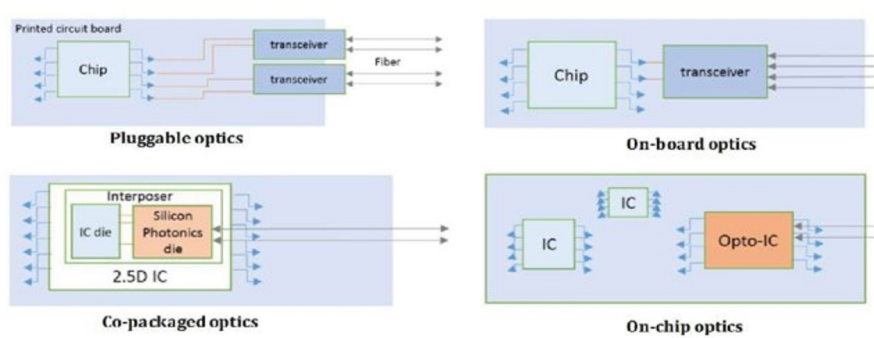 Printed circuit board
Chip
transceiver
transceiver
Fiber
Pluggable optics
Chip
transceiver
On-board optics
Interposer
IC die
Silicon
Photonics
die
2.5D IC
Co-packaged optics
IC
IC
Opto-IC
On-chip optics